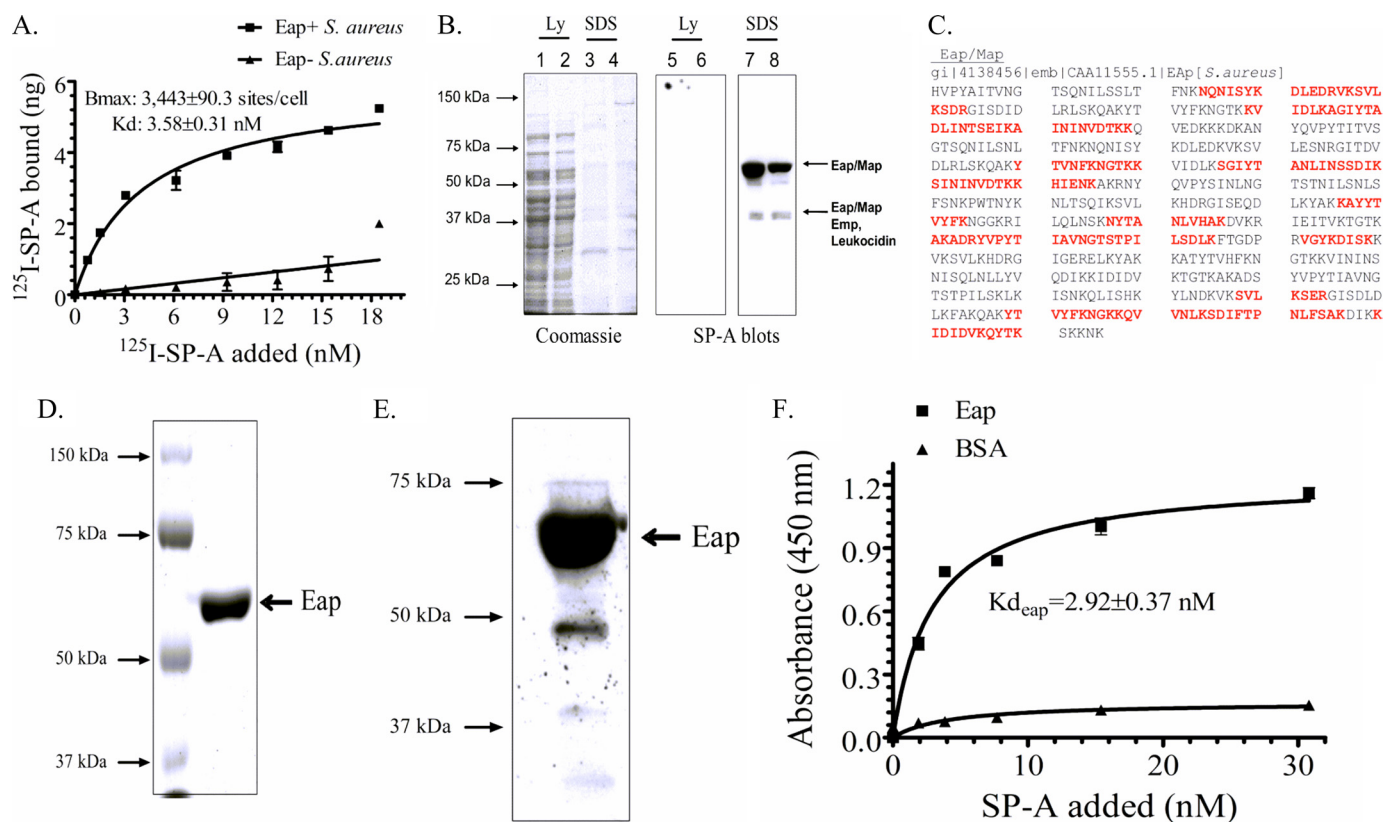 A.
Eap+ S. aureus
Eap- S.aureus
Bmax: 3,443±90.3 sites/cell
Kd: 3.58±0.31 nM
125I-SP-A bound (ng)
6
4
2
0
0 3 6 9 12 15 18
125I-SP-A added (nM)
B.
Ly SDS Ly SDS
1 2 3 4 5 6 7 8
150 kDa
75 kDa
50 kDa
37 kDa
25 kDa
Eap/Map
Eap/Map
Emp,
Leukocidin
Coomassie
SP-A blots
C.
Eap/Map
gi|4138456|emb|CAA11555.1|EAp[S.aureus]
HVPYAITVNG TSQNILSSLT FNKNQNISYK DLEDRVKSVL
KSDRGISDID LRLSKQAKYT VYFKNGTKKV IDLKAGIYTA
DLINTSEIKA ININVDTKKQ VEDKKKDKAN YQVPYTITVS
GTSQNILSNL TFNKNQNISY KDLEDKVKSV LESNRGITDV
DLRLSKQAKY TVNFKNGTKK VIDLKSGIYT ANLINSSDIK
SININVDTKK HIENKAKRNY QVPYSINLNG TSTNILSNLS
FSNKPWTNYK NLTSQIKSVL KHDRGISEQD LKYAKKAYYT
VYFKNGGKRI LQLNSKNYTA NLVHAKDVKR IEITVKTGTK
AKADRYVPYT IAVNGTSTPI LSDLKFTGDP RVGYKDISKK
VKSVLKHDRG IGERELKYAK KATYTVHFKN GTKKVININS
NISQLNLLYV QDIKKIDIDV KTGTKAKADS YVPYTIAVNG
TSTPILSKLK ISNKQLISHK YLNDKVKSVL KSERGISDLD
LKFAKQAKYT VYFKNGKKQV VNLKSDIFTP NLFSAKDIKK
IDIDVKQYTK SKKNK
D.
150 kDa
75 kDa
50 kDa
37 kDa
Eap
E.
75 kDa
50 kDa
37 kDa
Eap
F.
Eap
BSA
Absorbance (450 nm)
1.2
0.9
0.6
0.3
0.0
Kdeap=2.92±0.37 nM
0 10 20 30
SP-A added (nM)